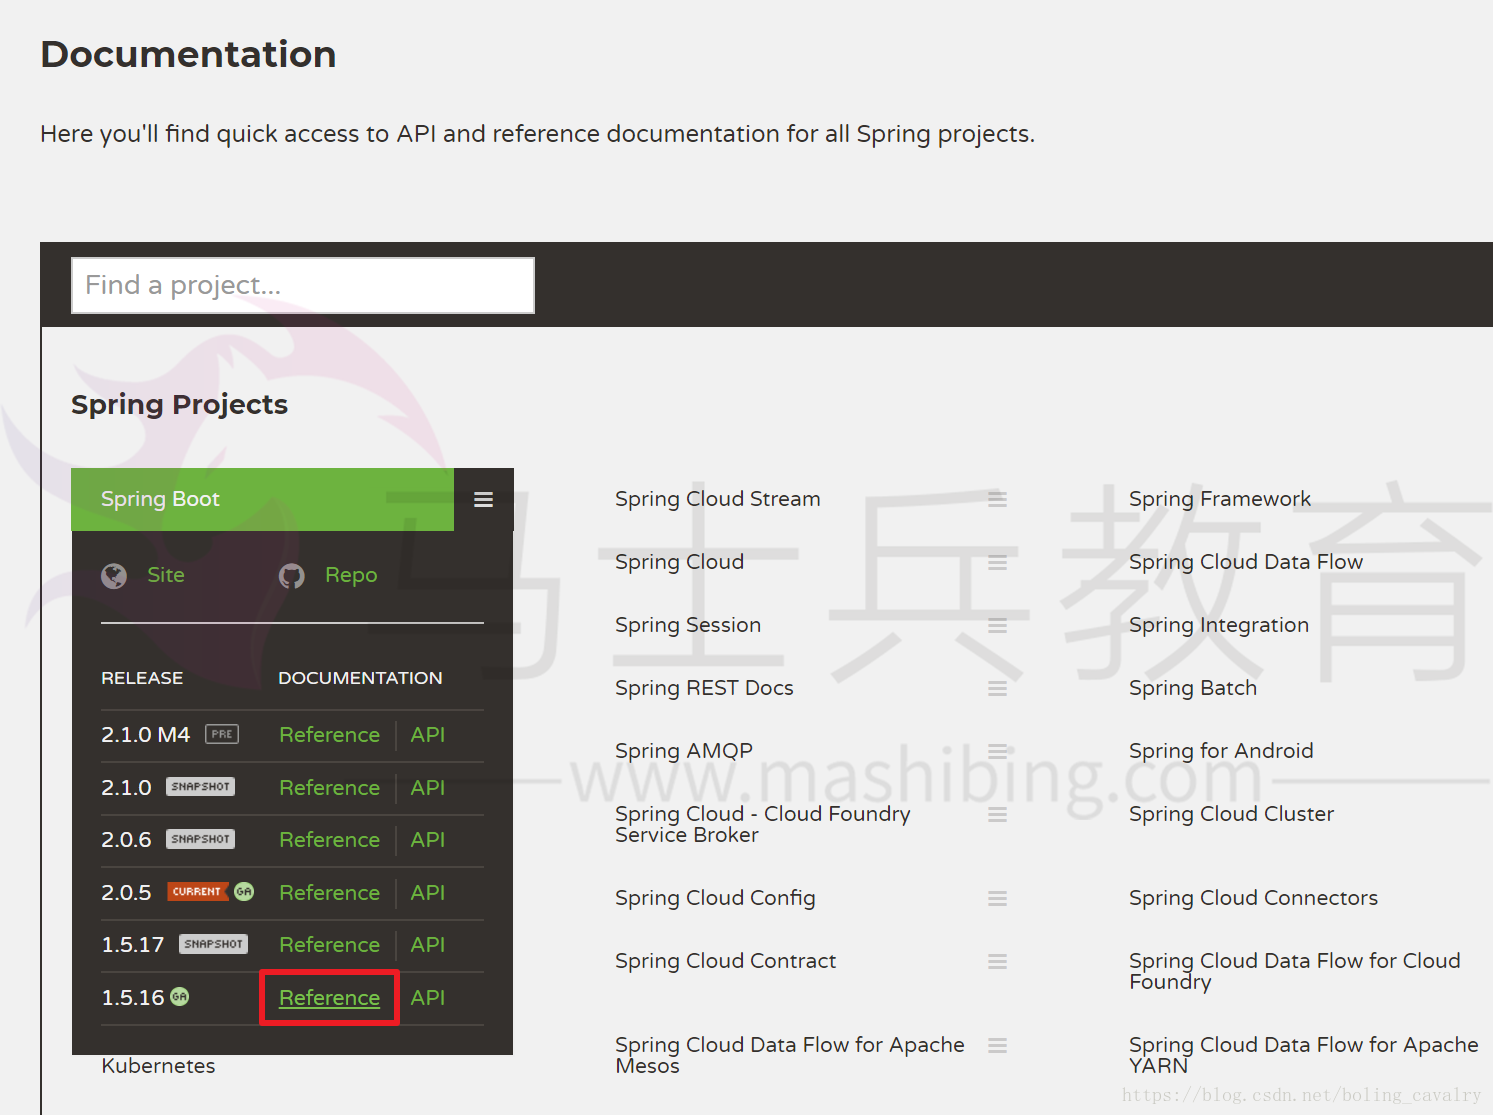 Documentation
Here you'll find quick access to API and reference documentation for all Spring projects.
Find a project...
Spring Projects
Spring Boot
Site Repo
RELEASE DOCUMENTATION
2.1.0 M4 PRE Reference API
2.1.0 SNAPSHOT Reference API
2.0.6 SNAPSHOT Reference API
2.0.5 CURRENT GA Reference API
1.5.17 SNAPSHOT Reference API
1.5.16 GA Reference API
Kubernetes
Spring Cloud Stream
Spring Cloud
Spring Session
Spring REST Docs
Spring AMQP
Spring Cloud - Cloud Foundry
Service Broker
Spring Cloud Config
Spring Cloud Contract
Spring Cloud Data Flow for Apache
Mesos
Spring Framework
Spring Cloud Data Flow
Spring Integration
Spring Batch
Spring for Android
Spring Cloud Cluster
Spring Cloud Connectors
Spring Cloud Data Flow for Cloud
Foundry
Spring Cloud Data Flow for Apache
YARN
马士兵教育
www.mashibing.com
https://blog.csdn.net/boling_cavalry